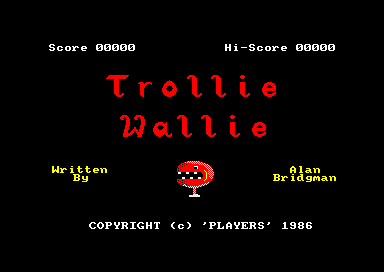 Score 00000 Hi-Score 00000
Trollie
Wallie
Written Alan
By Bridgman
COPYRIGHT (c) 'PLAYERS' 1986